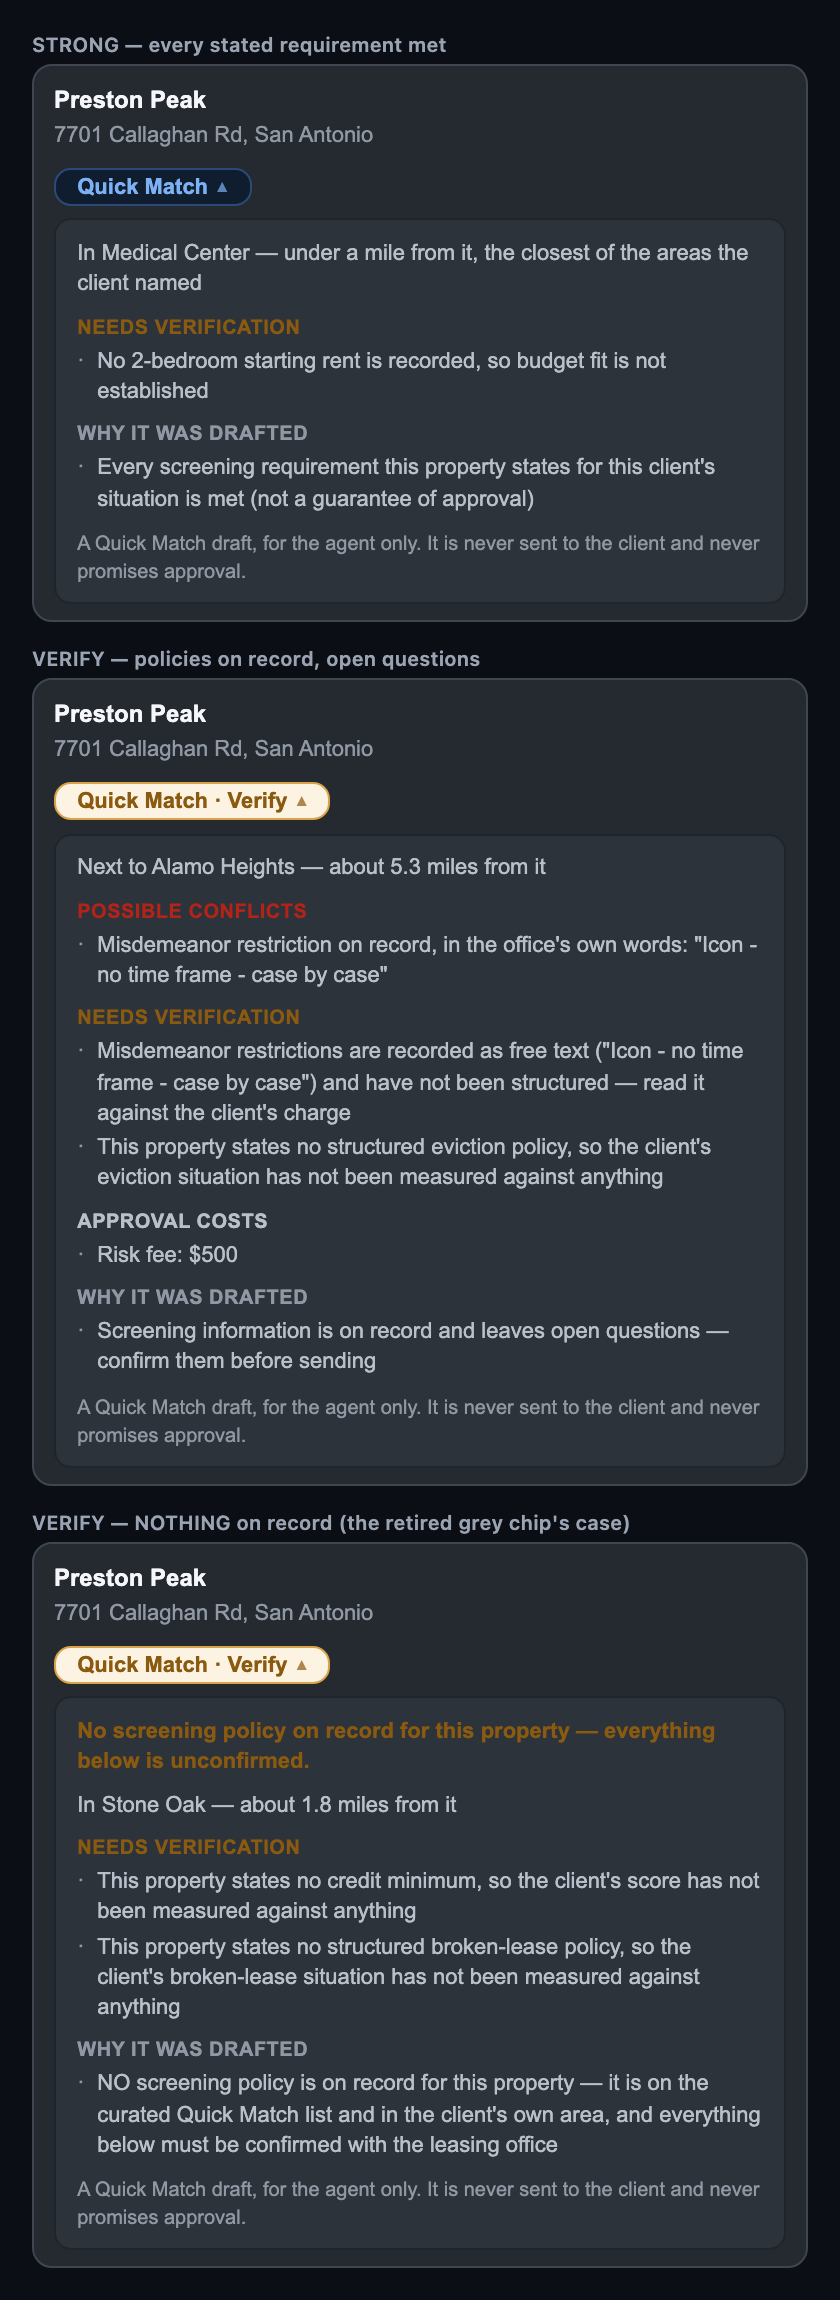 STRONG — every stated requirement met
Preston Peak
7701 Callaghan Rd, San Antonio
Quick Match ▲
In Medical Center — under a mile from it, the closest of the areas the
client named
NEEDS VERIFICATION
· No 2-bedroom starting rent is recorded, so budget fit is not
established
WHY IT WAS DRAFTED
· Every screening requirement this property states for this client's
situation is met (not a guarantee of approval)
A Quick Match draft, for the agent only. It is never sent to the client and never
promises approval.
VERIFY — policies on record, open questions
Preston Peak
7701 Callaghan Rd, San Antonio
Quick Match · Verify ▲
Next to Alamo Heights — about 5.3 miles from it
POSSIBLE CONFLICTS
· Misdemeanor restriction on record, in the office's own words: "Icon -
no time frame - case by case"
NEEDS VERIFICATION
· Misdemeanor restrictions are recorded as free text ("Icon - no time
frame - case by case") and have not been structured — read it
against the client's charge
· This property states no structured eviction policy, so the client's
eviction situation has not been measured against anything
APPROVAL COSTS
· Risk fee: $500
WHY IT WAS DRAFTED
· Screening information is on record and leaves open questions —
confirm them before sending
A Quick Match draft, for the agent only. It is never sent to the client and never
promises approval.
VERIFY — NOTHING on record (the retired grey chip's case)
Preston Peak
7701 Callaghan Rd, San Antonio
Quick Match · Verify ▲
No screening policy on record for this property — everything
below is unconfirmed.
In Stone Oak — about 1.8 miles from it
NEEDS VERIFICATION
· This property states no credit minimum, so the client's score has not
been measured against anything
· This property states no structured broken-lease policy, so the
client's broken-lease situation has not been measured against
anything
WHY IT WAS DRAFTED
· NO screening policy is on record for this property — it is on the
curated Quick Match list and in the client's own area, and everything
below must be confirmed with the leasing office
A Quick Match draft, for the agent only. It is never sent to the client and never
promises approval.